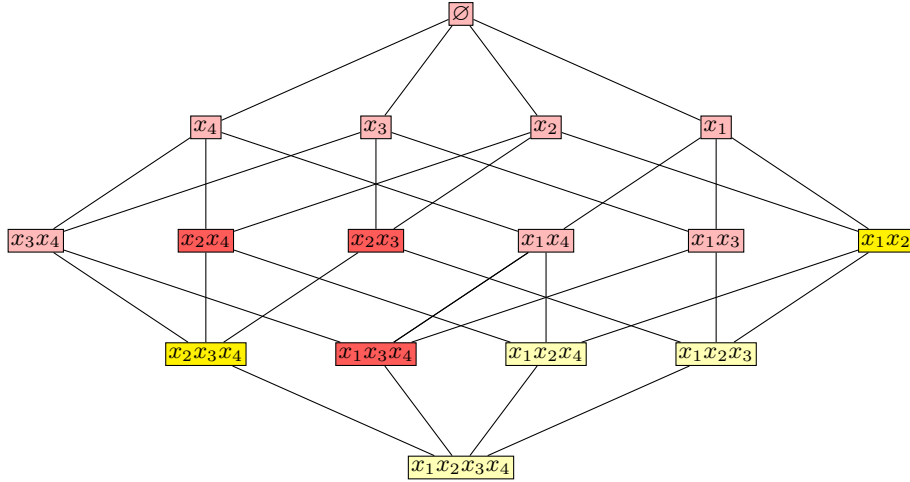 ∅
x₄ x₃ x₂ x₁
x₃x₄ x₂x₄ x₂x₃ x₁x₄ x₁x₃ x₁x₂
x₂x₃x₄ x₁x₃x₄ x₁x₂x₄ x₁x₂x₃
x₁x₂x₃x₄